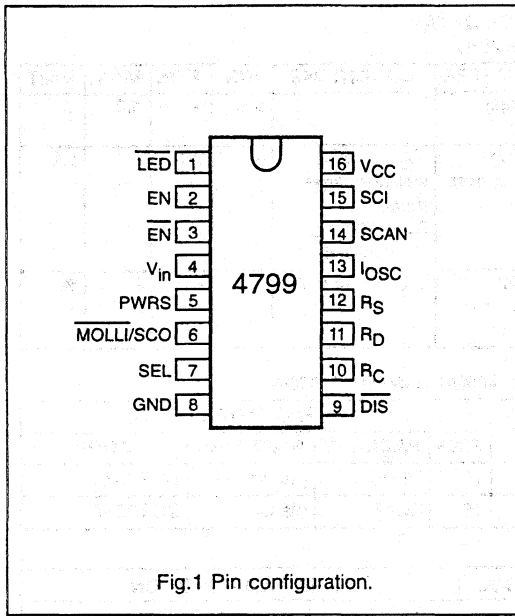 LED 1 16 VCC
EN 2 15 SCI
EN 3 14 SCAN
Vin 4 13 IOSC
4799
PWRS 5 12 RS
MOLLI/SCO 6 11 RD
SEL 7 10 RC
GND 8 9 DIS
Fig.1 Pin configuration.